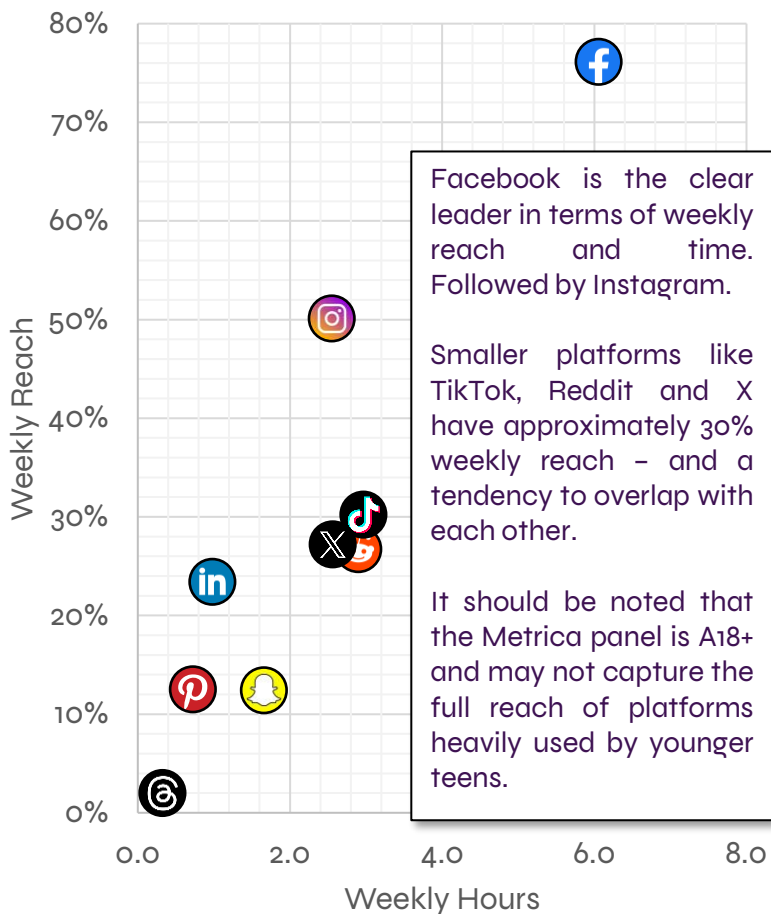 80%
70%
60%
50%
40%
30%
20%
10%
0%
Weekly Reach
in
Facebook is the clear
leader in terms of weekly
reach and time.
Followed by Instagram.
Smaller platforms like
TikTok, Reddit and X
have approximately 30%
weekly reach – and a
tendency to overlap with
each other.
It should be noted that
the Metrica panel is A18+
and may not capture the
full reach of platforms
heavily used by younger
teens.
0.0 2.0 4.0 6.0 8.0
Weekly Hours